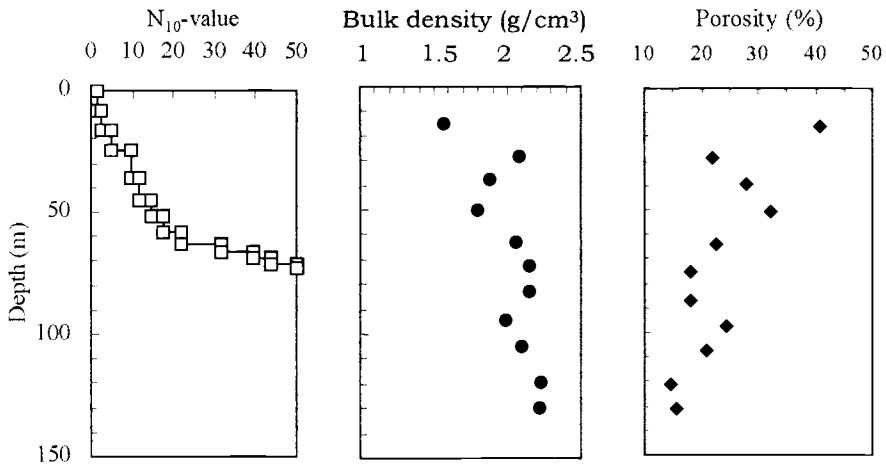 N₁₀-value
0 10 20 30 40 50
Bulk density (g/cm³)
1 1.5 2 2.5
Porosity (%)
10 20 30 40 50
Depth (m)
0
50
100
150